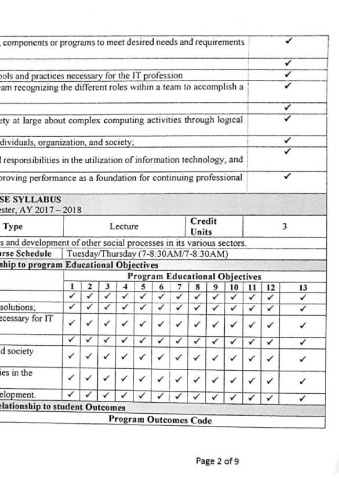 , components or programs to meet desired needs and requirements ✓
✓
ools and practices necessary for the IT profession ✓
am recognizing the different roles within a team to accomplish a ✓
✓
ety at large about complex computing activities through logical ✓
dividuals, organization, and society; ✓
l responsibilities in the utilization of information technology, and ✓
proving performance as a foundation for continuing professional ✓
SE SYLLABUS
ester, AY 2017 – 2018
Type Lecture Credit Units 3
s and development of other social processes in its various sectors.
urse Schedule Tuesday/Thursday (7-8:30AM/7-8:30AM)
ship to program Educational Objectives
Program Educational Objectives
1 2 3 4 5 6 7 8 9 10 11 12 13
✓ ✓ ✓ ✓ ✓ ✓ ✓ ✓ ✓ ✓ ✓ ✓ ✓
solutions; ✓ ✓ ✓ ✓ ✓ ✓ ✓ ✓ ✓ ✓ ✓ ✓ ✓
ecessary for IT ✓ ✓ ✓ ✓ ✓ ✓ ✓ ✓ ✓ ✓ ✓ ✓ ✓
✓ ✓ ✓ ✓ ✓ ✓ ✓ ✓ ✓ ✓ ✓ ✓ ✓
d society ✓ ✓ ✓ ✓ ✓ ✓ ✓ ✓ ✓ ✓ ✓ ✓ ✓
ies in the ✓ ✓ ✓ ✓ ✓ ✓ ✓ ✓ ✓ ✓ ✓ ✓ ✓
elopment. ✓ ✓ ✓ ✓ ✓ ✓ ✓ ✓ ✓ ✓ ✓ ✓ ✓
elationship to student Outcomes
Program Outcomes Code
Page 2 of 9